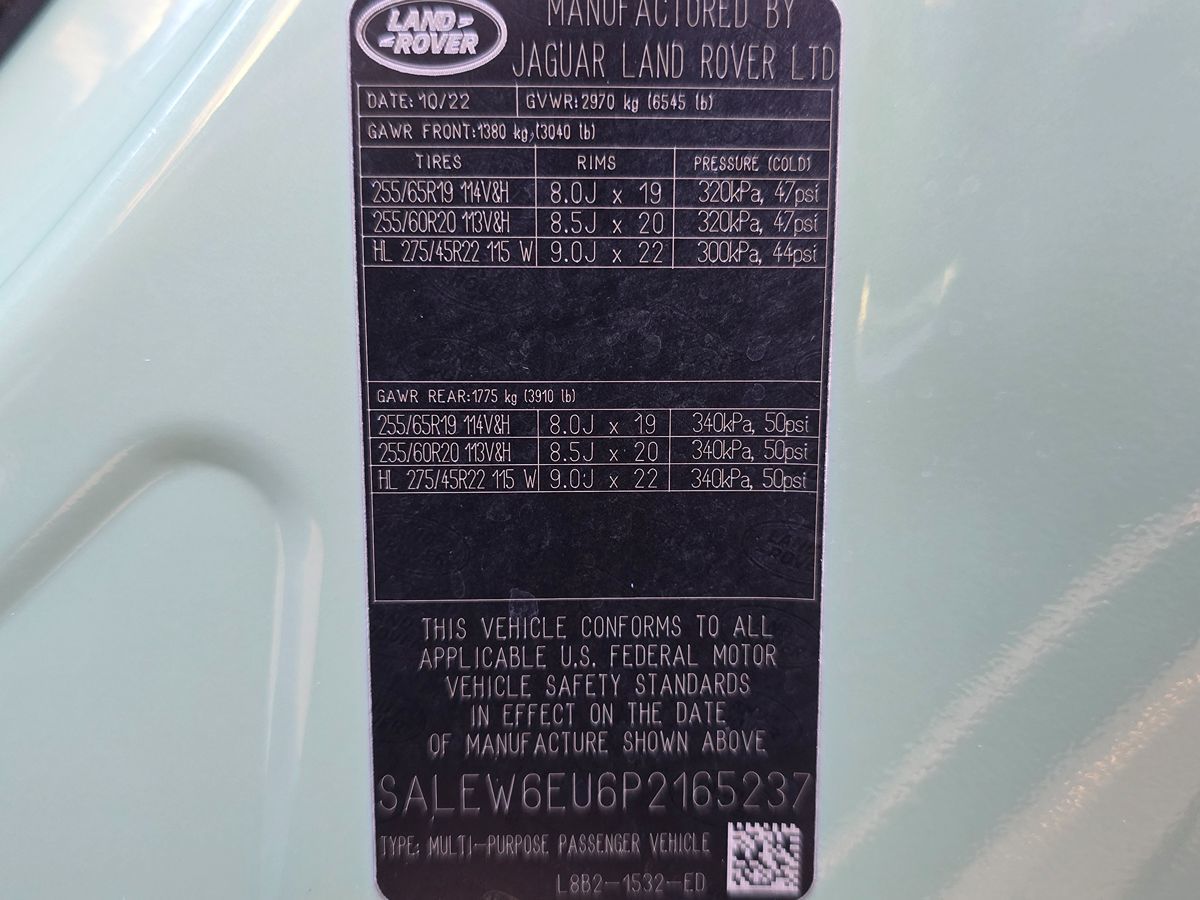 LAND ROVER
MANUFACTURED BY
JAGUAR LAND ROVER LTD
DATE: 10/22 GVWR: 2970 kg (6545 lb)
GAWR FRONT: 1380 kg, (3040 lb)
TIRES RIMS PRESSURE (COLD)
255/65R19 114V&H 8.0J x 19 320kPa, 47psi
255/60R20 113V&H 8.5J x 20 320kPa, 47psi
HL 275/45R22 115 W 9.0J x 22 300kPa, 44psi
GAWR REAR: 1775 kg (3910 lb)
255/65R19 114V&H 8.0J x 19 340kPa, 50psi
255/60R20 113V&H 8.5J x 20 340kPa, 50psi
HL 275/45R22 115 W 9.0J x 22 340kPa, 50psi
LAND ROVER
THIS VEHICLE CONFORMS TO ALL
APPLICABLE U.S. FEDERAL MOTOR
VEHICLE SAFETY STANDARDS
IN EFFECT ON THE DATE
OF MANUFACTURE SHOWN ABOVE
SALEW6EU6P2165237
TYPE: MULTI-PURPOSE PASSENGER VEHICLE
L8B2-1532-ED